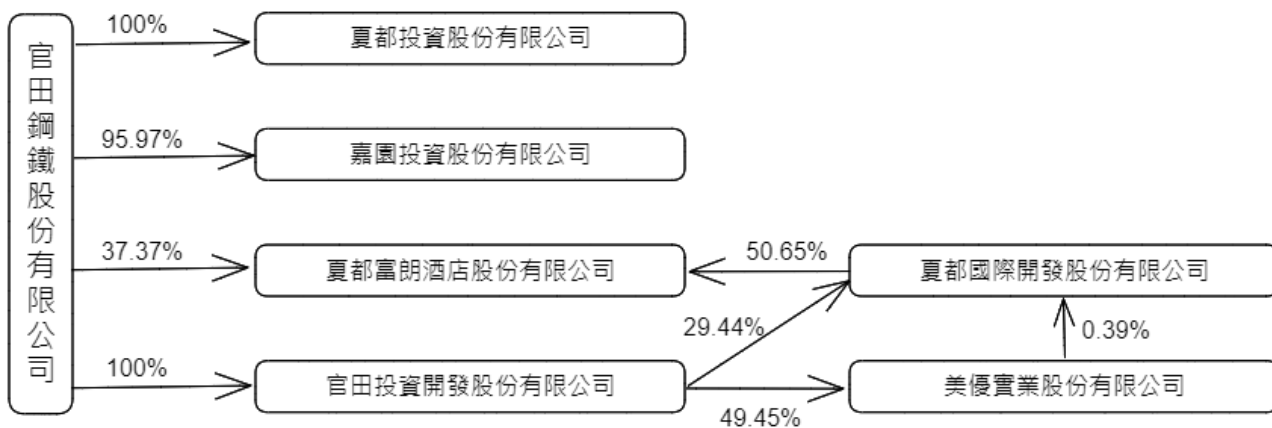 官田鋼鐵股份有限公司
100%
夏都投資股份有限公司
95.97%
嘉園投資股份有限公司
37.37%
夏都富朗酒店股份有限公司
50.65%
夏都國際開發股份有限公司
29.44%
0.39%
100%
官田投資開發股份有限公司
49.45%
美優實業股份有限公司